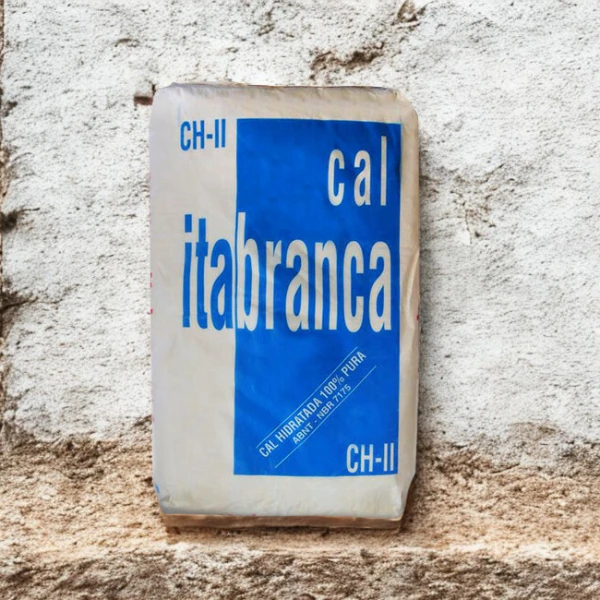 CH-II
cal
itabranca
CAL HIDRATADA 100% PURA
ABNT - NBR 7175
CH-II